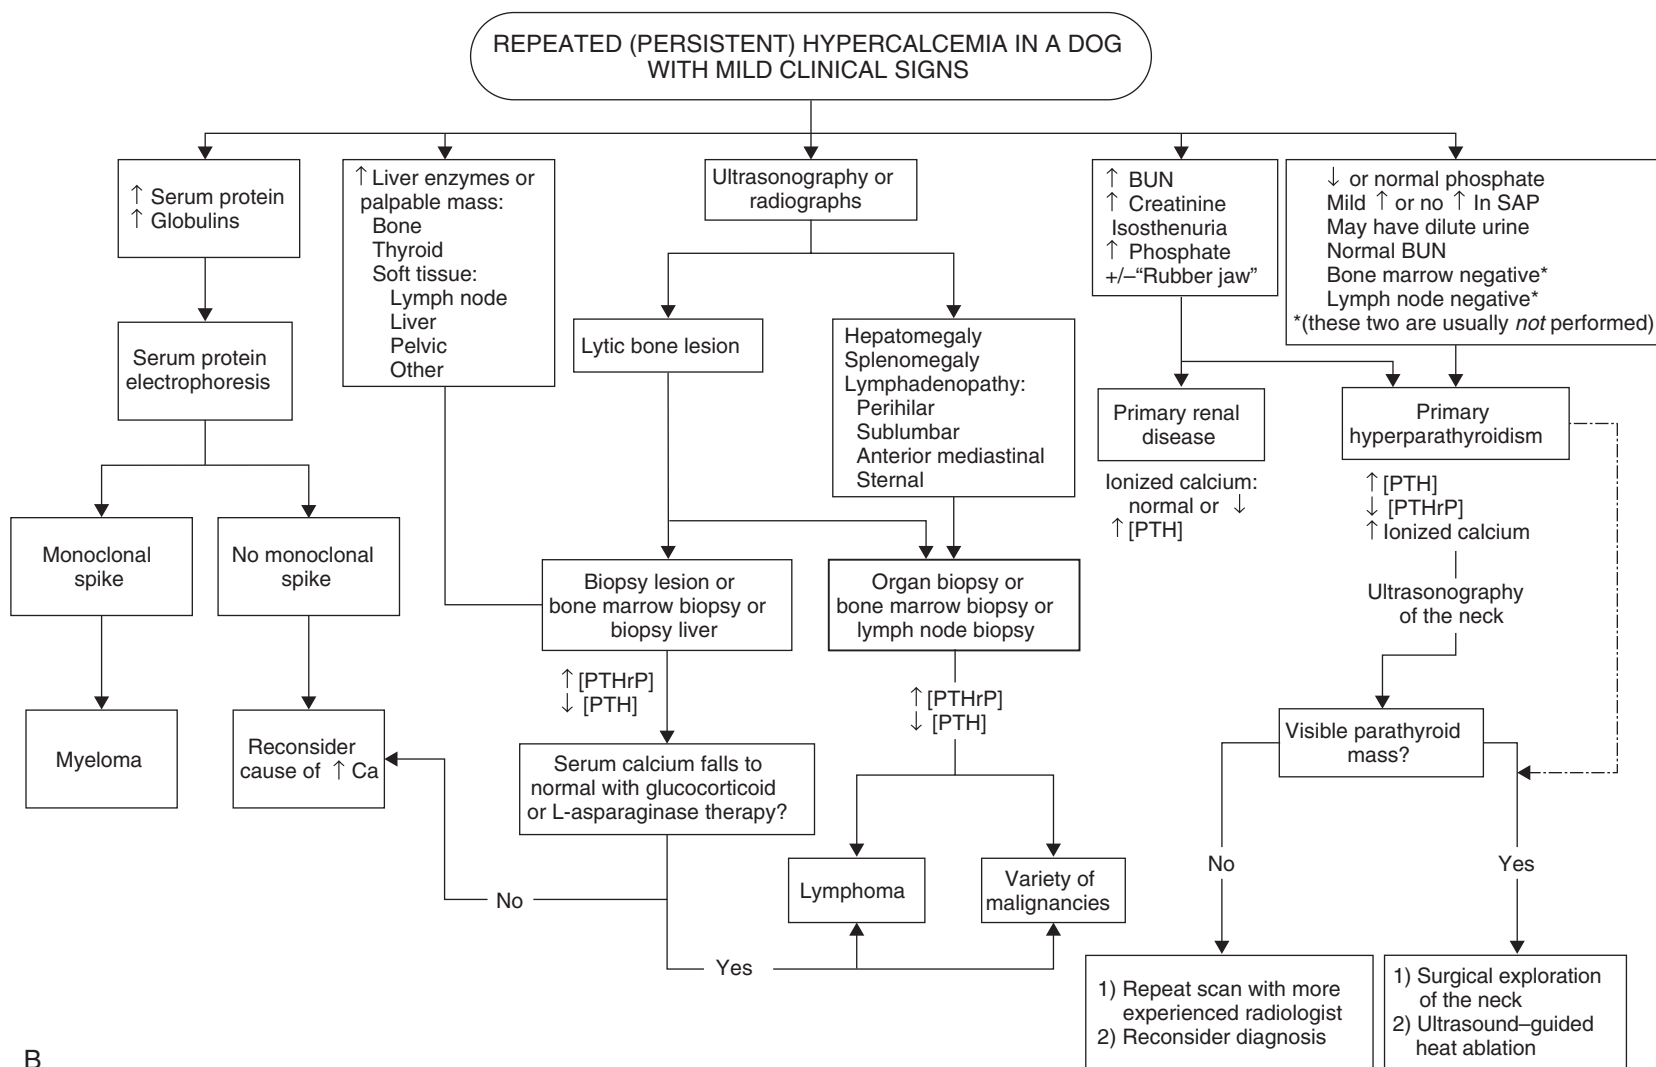 REPEATED (PERSISTENT) HYPERCALCEMIA IN A DOG
WITH MILD CLINICAL SIGNS
↑ Serum protein
↑ Globulins
↑ Liver enzymes or
palpable mass:
Bone
Thyroid
Soft tissue:
Lymph node
Liver
Pelvic
Other
Ultrasonography or
radiographs
↑ BUN
↑ Creatinine
Isosthenuria
↑ Phosphate
+/–“Rubber jaw”
↓ or normal phosphate
Mild ↑ or no ↑ In SAP
May have dilute urine
Normal BUN
Bone marrow negative*
Lymph node negative*
*(these two are usually not performed)
Serum protein
electrophoresis
Lytic bone lesion
Hepatomegaly
Splenomegaly
Lymphadenopathy:
Perihilar
Sublumbar
Anterior mediastinal
Sternal
Primary renal
disease
Ionized calcium:
normal or ↓
↑ [PTH]
Primary
hyperparathyroidism
↑ [PTH]
↓ [PTHrP]
↑ Ionized calcium
Ultrasonography
of the neck
Monoclonal
spike
No monoclonal
spike
Biopsy lesion or
bone marrow biopsy or
biopsy liver
Organ biopsy or
bone marrow biopsy or
lymph node biopsy
↑ [PTHrP]
↓ [PTH]
↑ [PTHrP]
↓ [PTH]
Myeloma
Reconsider
cause of ↑ Ca
Serum calcium falls to
normal with glucocorticoid
or L-asparaginase therapy?
Visible parathyroid
mass?
No
Yes
Lymphoma
Variety of
malignancies
No
Yes
1) Repeat scan with more
experienced radiologist
2) Reconsider diagnosis
1) Surgical exploration
of the neck
2) Ultrasound–guided
heat ablation
B